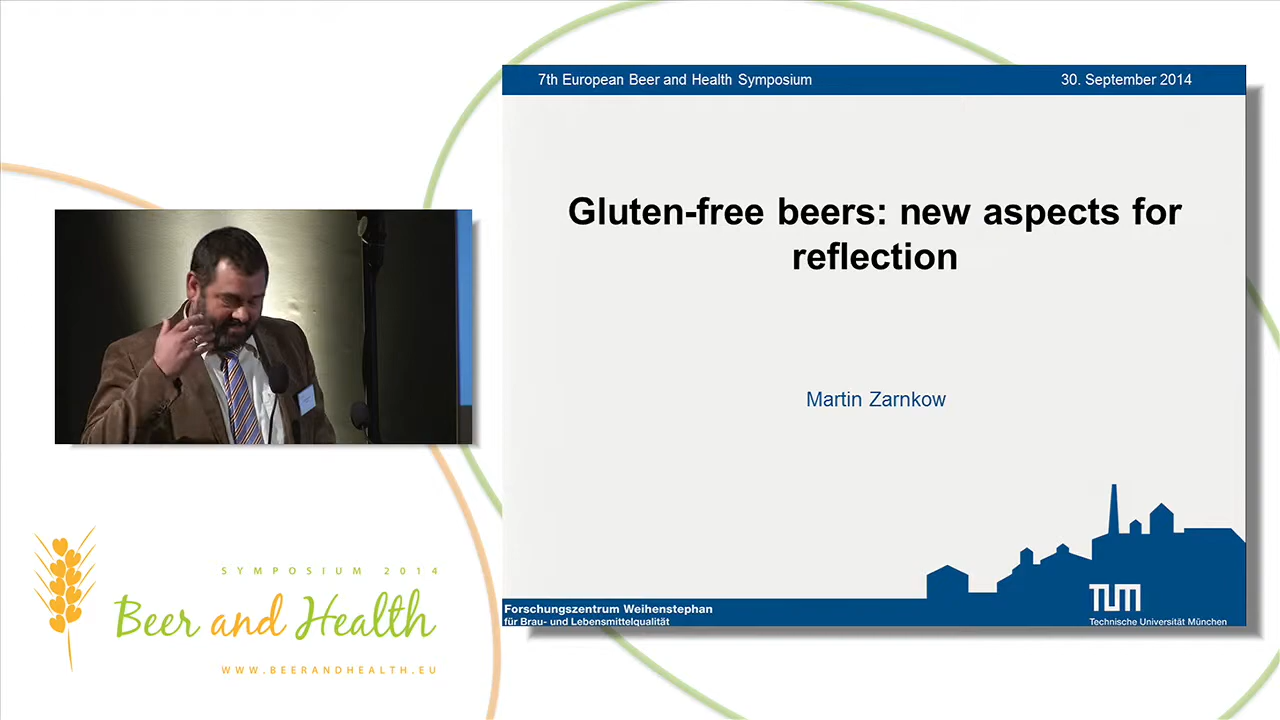 7th European Beer and Health Symposium
30. September 2014
Gluten-free beers: new aspects for
reflection
Martin Zarnkow
Forschungszentrum Weihenstephan
für Brau- und Lebensmittelqualität
TUM
Technische Universität München
SYMPOSIUM 2014
Beer and Health
WWW.BEERANDHEALTH.EU